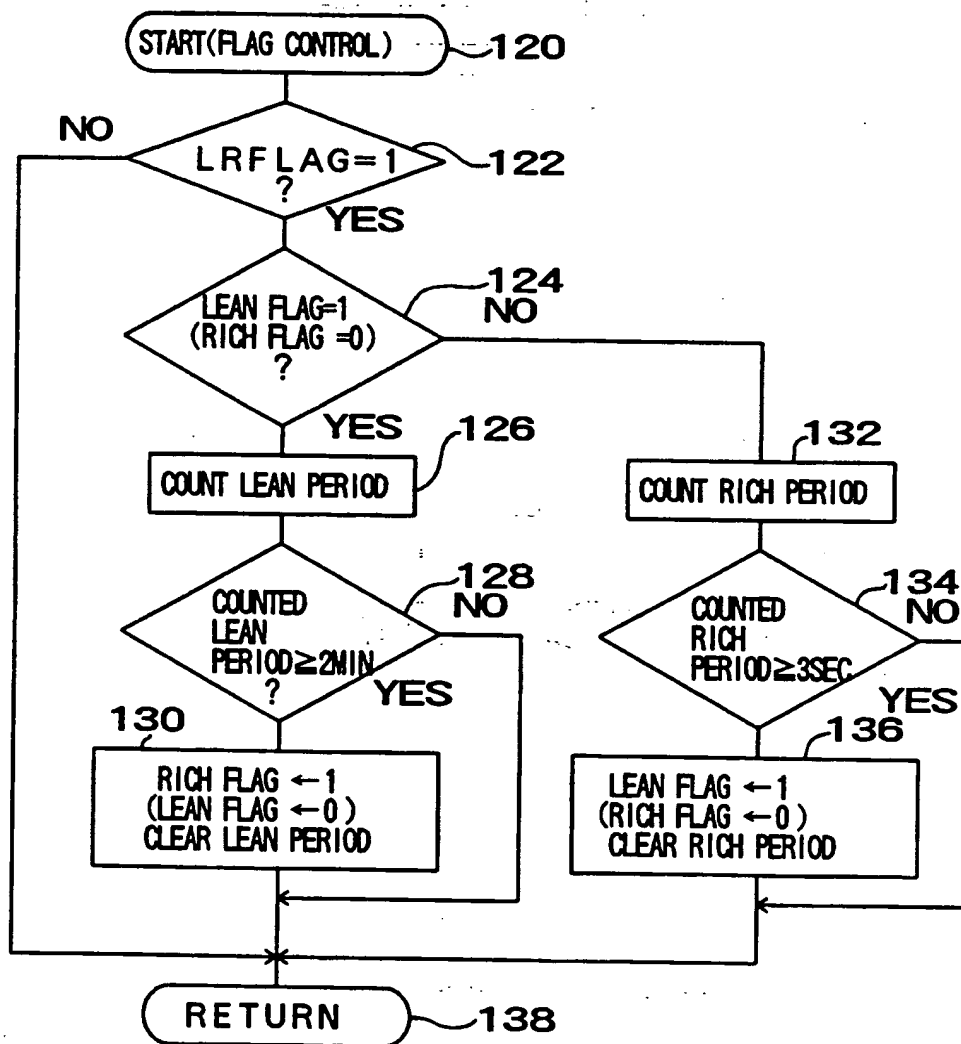 START(FLAG CONTROL)
120
NO
LRFLAG=1
?
122
YES
LEAN FLAG=1
(RICH FLAG =0)
?
124
NO
YES
126
132
COUNT LEAN PERIOD
COUNT RICH PERIOD
COUNTED
LEAN
PERIOD≧2MIN
?
128
NO
YES
COUNTED
RICH
PERIOD≧3SEC
134
NO
YES
130
RICH FLAG ←1
(LEAN FLAG ←0)
CLEAR LEAN PERIOD
136
LEAN FLAG ←1
(RICH FLAG ←0)
CLEAR RICH PERIOD
RETURN
138